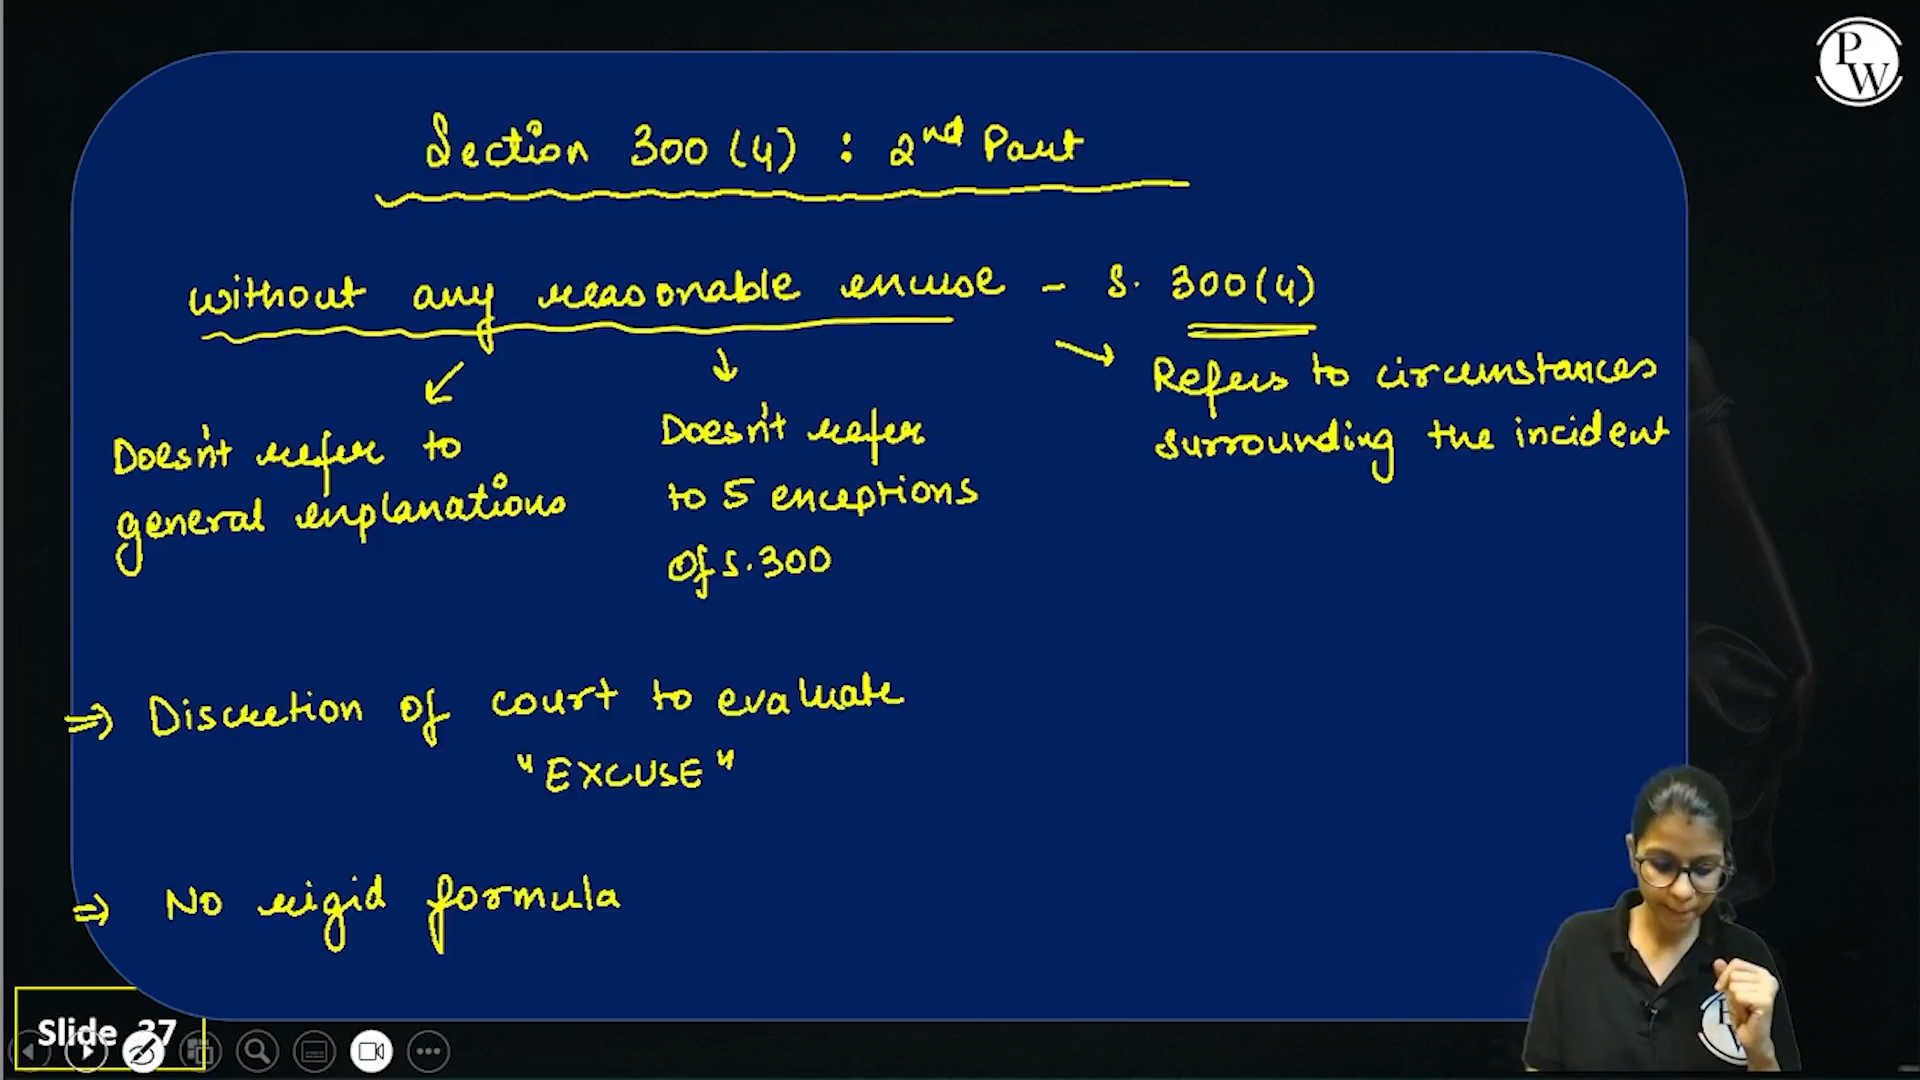 PW
Section 300 (4) : 2nd Part
without any reasonable excuse - S. 300(4)
Refers to circumstances
surrounding the incident
Doesn't refer to
general explanations
Doesn't refer
to 5 exceptions
Of S.300
⇒ Discretion of court to evaluate
"EXCUSE"
⇒ No rigid formula
Slide 37